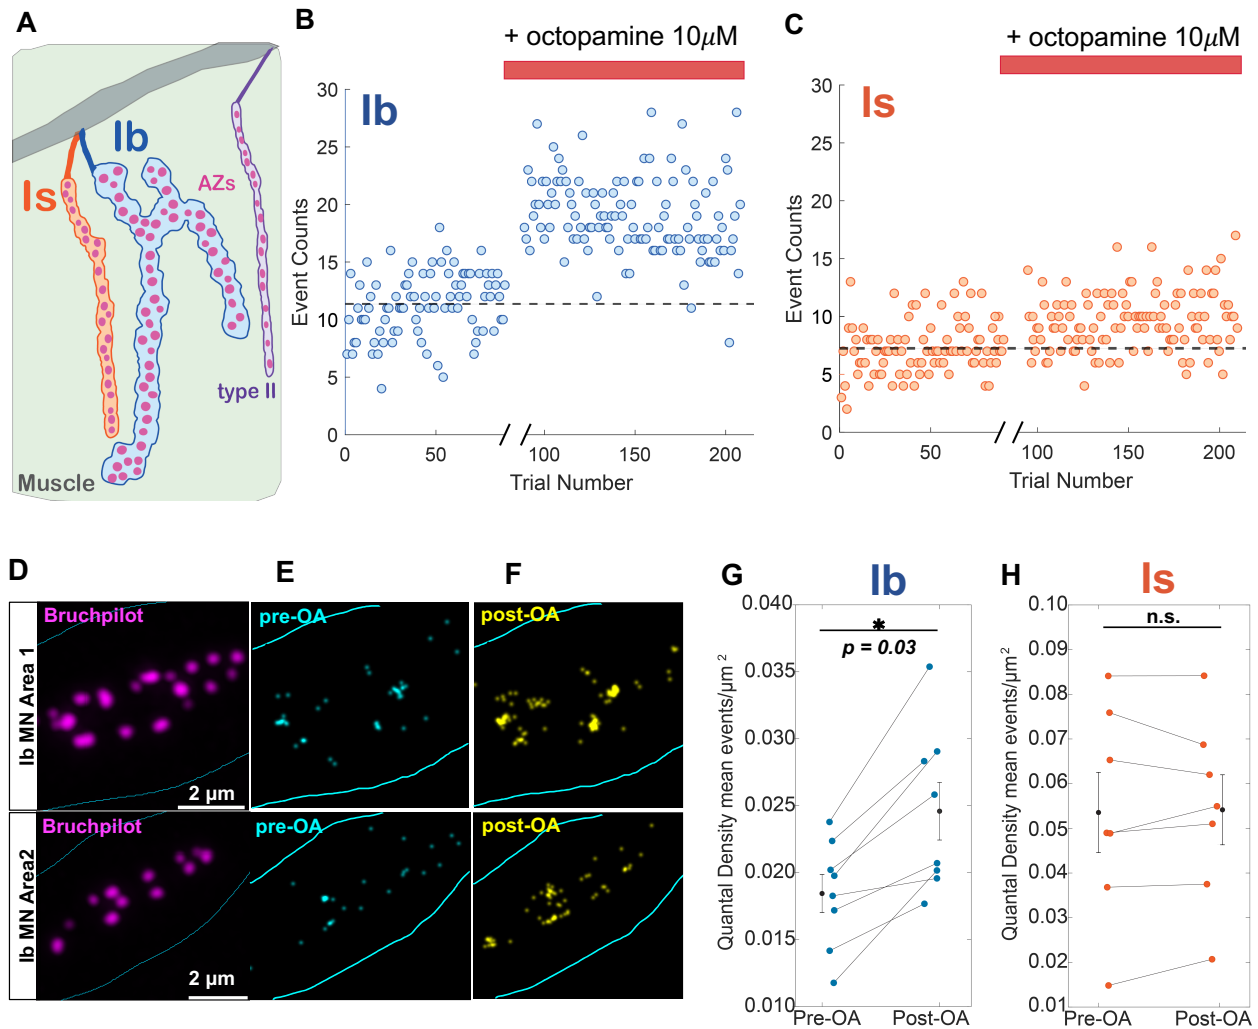 A
Ib
Is
AZs
type II
Muscle
B
+ octopamine 10μM
Ib
30
25
20
15
10
5
0
Event Counts
0
50
100
150
200
Trial Number
C
+ octopamine 10μM
Is
30
25
20
15
10
5
0
Event Counts
0
50
100
150
200
Trial Number
D
E
F
Ib MN Area 1
Bruchpilot
2 μm
pre-OA
post-OA
Ib MN Area2
Bruchpilot
2 μm
pre-OA
post-OA
G
Ib
0.040
0.035
0.030
0.025
0.020
0.015
0.010
Quantal Density mean events/μm²
*
p = 0.03
Pre-OA
Post-OA
H
Is
0.10
0.09
0.08
0.07
0.06
0.05
0.04
0.03
0.02
0.01
Quantal Density mean events/μm²
n.s.
Pre-OA
Post-OA